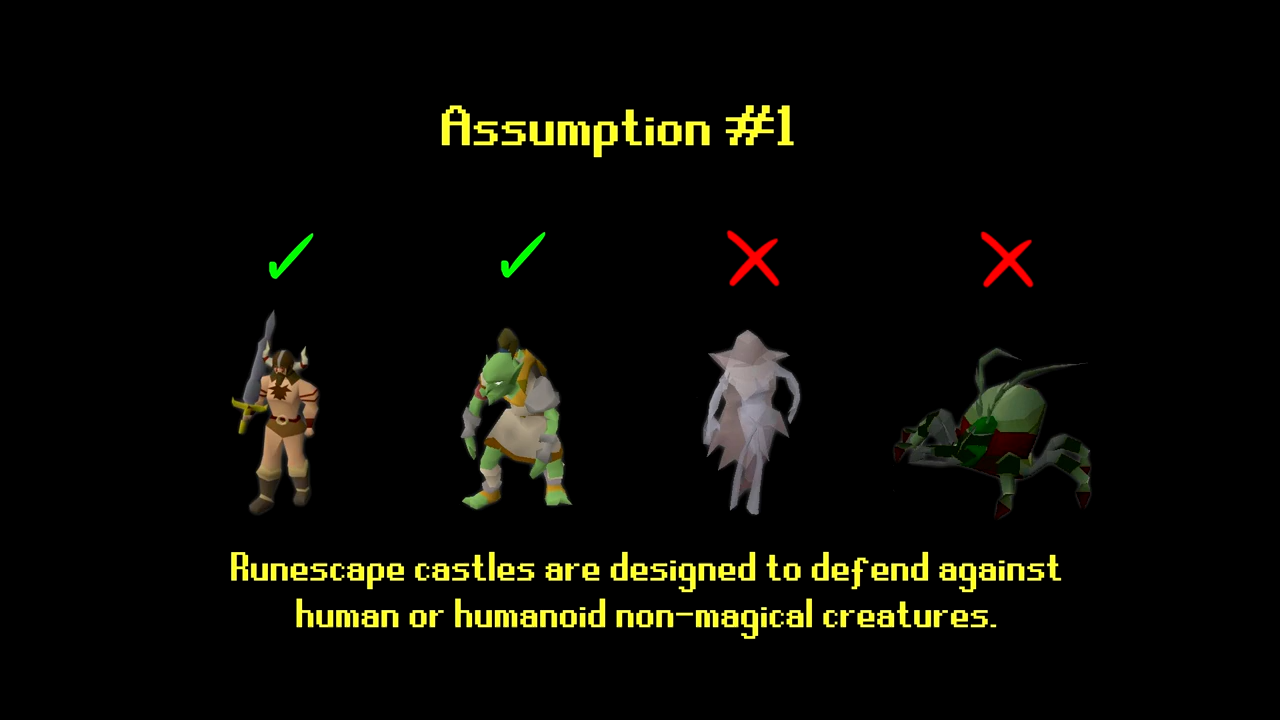 Assumption #1
Runescape castles are designed to defend against
human or humanoid non-magical creatures.